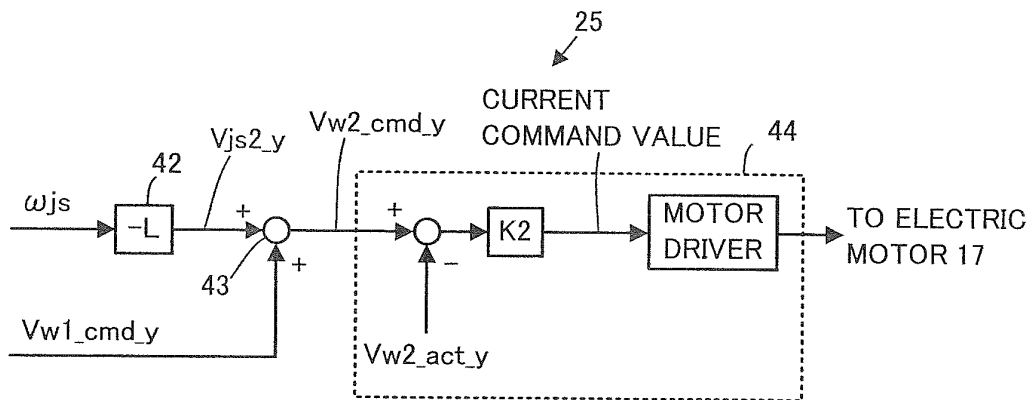 25
CURRENT
COMMAND VALUE
44
Vw2_cmd_y
Vjs2_y
42
ωjs
-L
+
43
+
+
-
K2
MOTOR
DRIVER
TO ELECTRIC
MOTOR 17
Vw1_cmd_y
Vw2_act_y